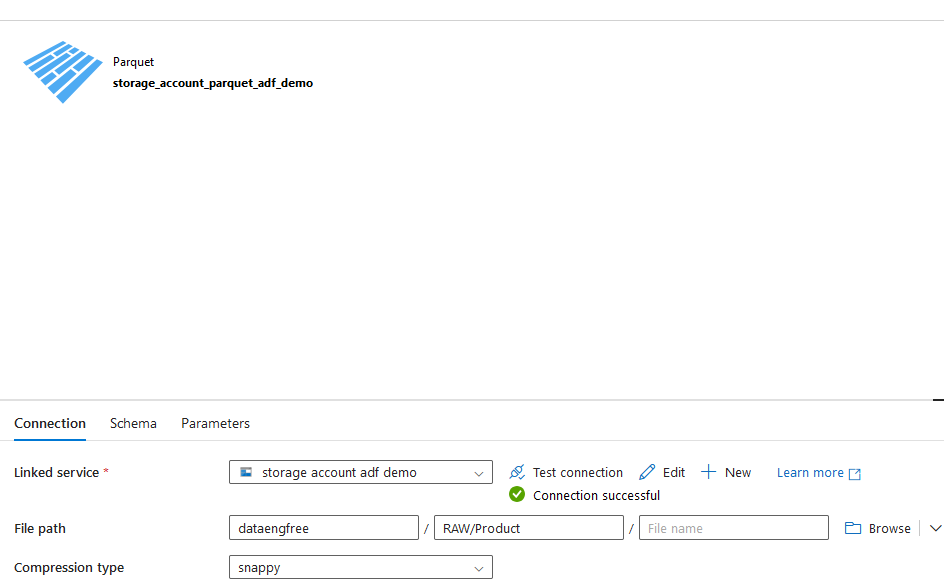 Parquet
storage_account_parquet_adf_demo
Connection Schema Parameters
Linked service * storage account adf demo Test connection Edit New Learn more
Connection successful
File path dataengfree / RAW/Product / File name Browse
Compression type snappy